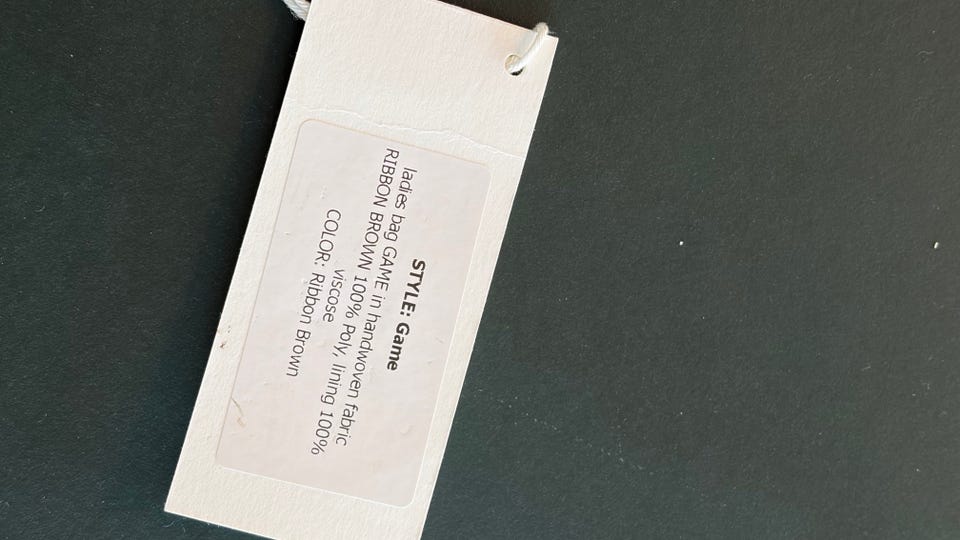 STYLE: Game
ladies bag GAME in handwoven fabric
RIBBON BROWN 100% Poly, lining 100%
viscose
COLOR: Ribbon Brown